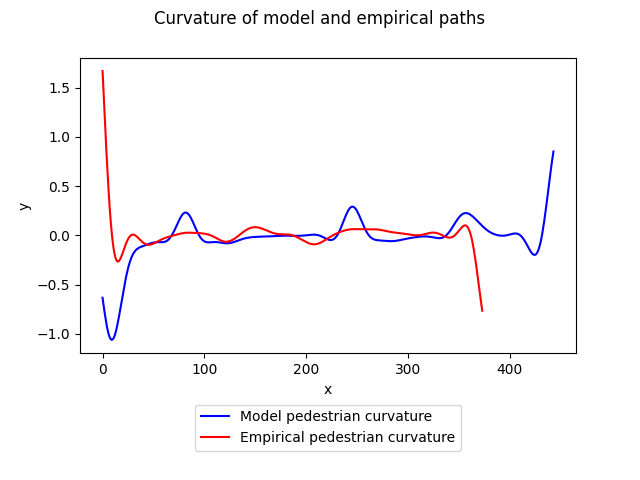 Curvature of model and empirical paths
1.5
1.0
0.5
0.0
−0.5
−1.0
y
0 100 200 300 400
x
Model pedestrian curvature
Empirical pedestrian curvature